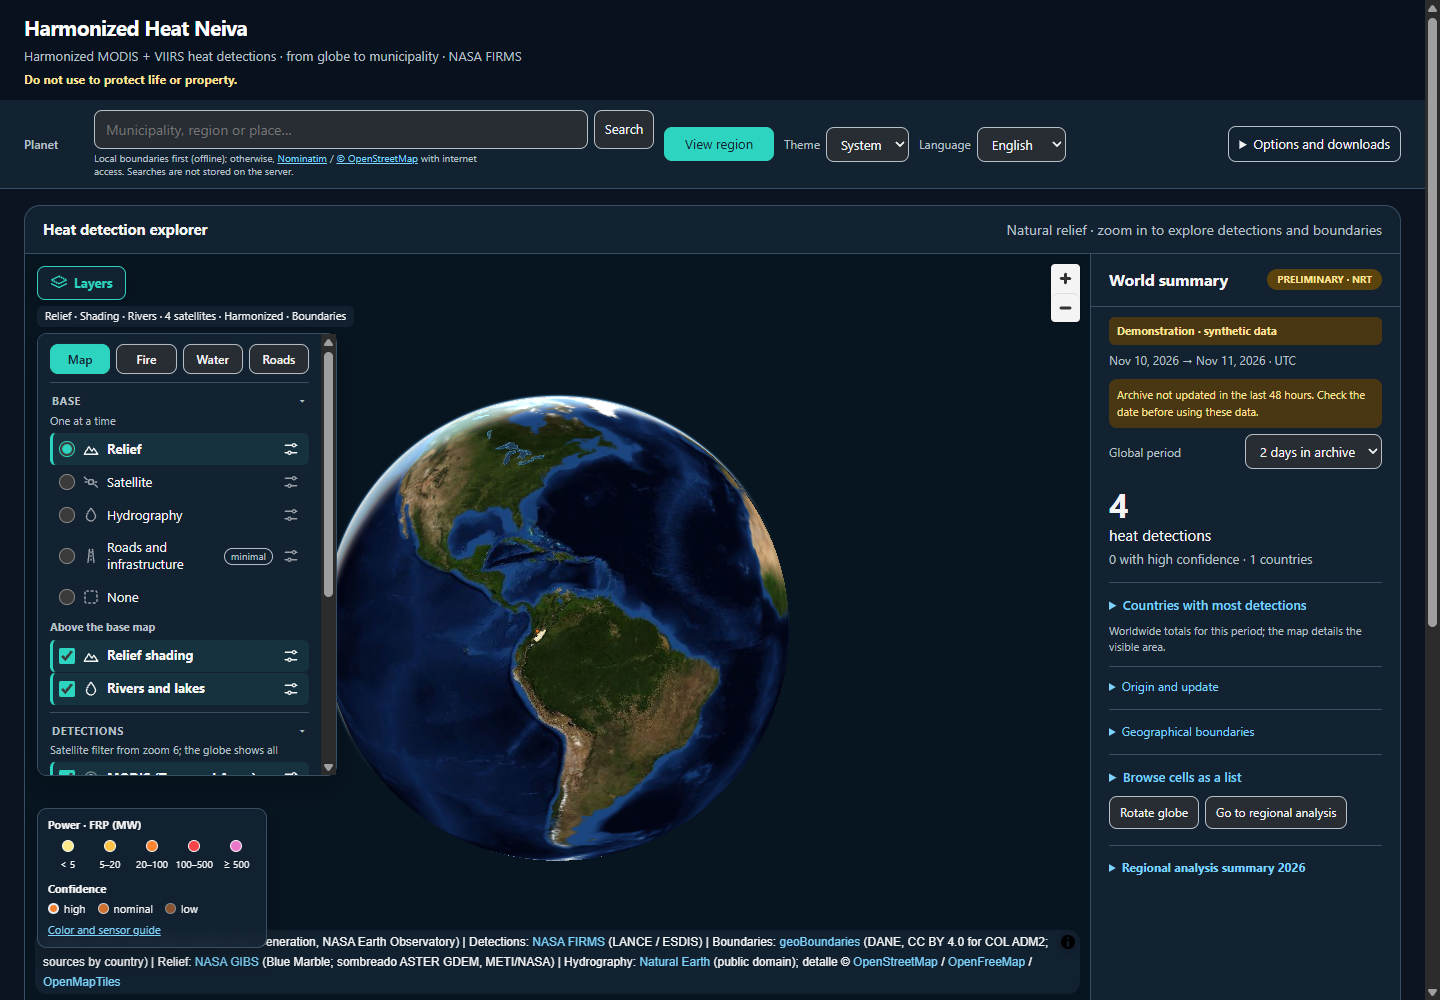 Harmonized Heat Neiva
Harmonized MODIS + VIIRS heat detections · from globe to municipality · NASA FIRMS
Do not use to protect life or property.
Planet
Municipality, region or place...
Search
Local boundaries first (offline); otherwise, Nominatim / © OpenStreetMap with internet
access. Searches are not stored on the server.
View region
Theme
System
Language
English
Options and downloads
Heat detection explorer
Natural relief · zoom in to explore detections and boundaries
Layers
Relief · Shading · Rivers · 4 satellites · Harmonized · Boundaries
Map
Fire
Water
Roads
BASE
One at a time
Relief
Satellite
Hydrography
Roads and
infrastructure
minimal
None
Above the base map
Relief shading
Rivers and lakes
DETECTIONS
Satellite filter from zoom 6; the globe shows all
Power · FRP (MW)
< 5
5–20
20–100
100–500
≥ 500
Confidence
high
nominal
low
Color and sensor guide
eneration, NASA Earth Observatory) | Detections: NASA FIRMS (LANCE / ESDIS) | Boundaries: geoBoundaries (DANE, CC BY 4.0 for COL ADM2;
sources by country) | Relief: NASA GIBS (Blue Marble; sombreado ASTER GDEM, METI/NASA) | Hydrography: Natural Earth (public domain); detalle © OpenStreetMap / OpenFreeMap /
OpenMapTiles
World summary
PRELIMINARY · NRT
Demonstration · synthetic data
Nov 10, 2026 → Nov 11, 2026 · UTC
Archive not updated in the last 48 hours. Check the
date before using these data.
Global period
2 days in archive
4
heat detections
0 with high confidence · 1 countries
Countries with most detections
Worldwide totals for this period; the map details the
visible area.
Origin and update
Geographical boundaries
Browse cells as a list
Rotate globe
Go to regional analysis
Regional analysis summary 2026